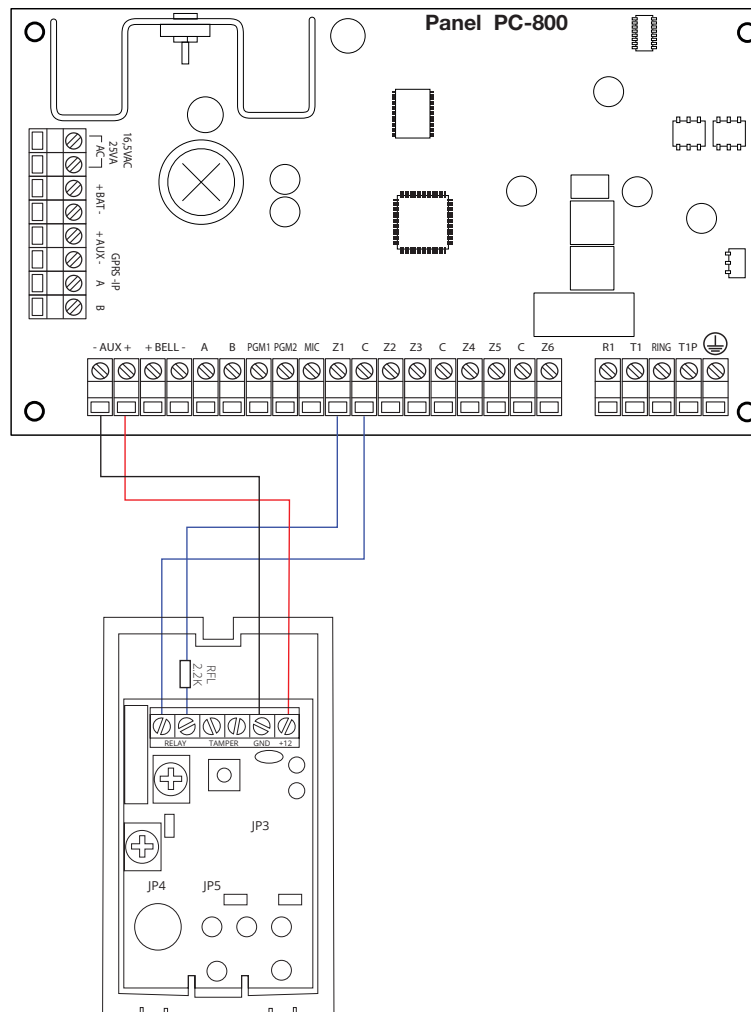 Panel PC-800
16,5VAC
25VA
AC
+ BAT -
+ AUX -
GPRS -IP
A
B
- AUX +
+ BELL -
A
B
PGM1
PGM2
MIC
Z1
C
Z2
Z3
C
Z4
Z5
C
Z6
R1
T1
RING
T1P
RFL
2.2K
RELAY
TAMPER
GND
+12
JP3
JP4
JP5